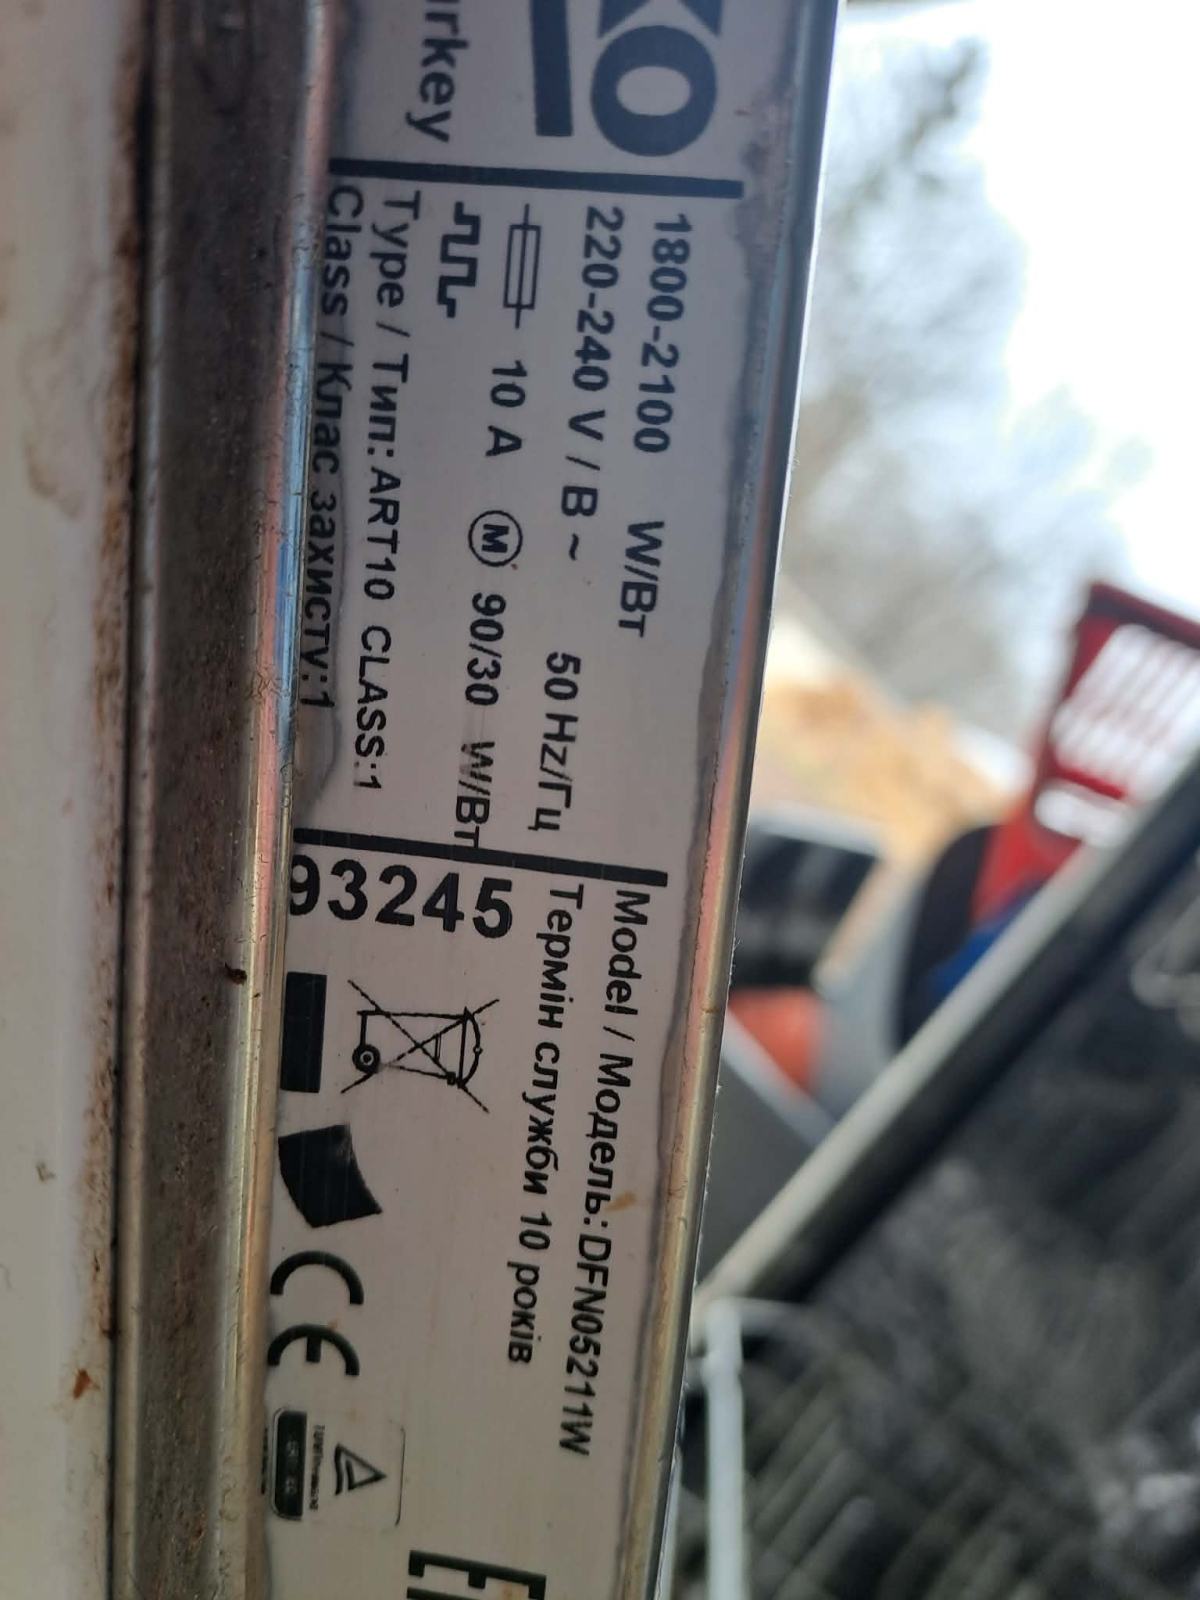 KO
rkey
1800-2100 W/Вт
220-240 V / В ~ 50 Hz/Гц
10 A M 90/30 W/Вт
Type / Тип: ART10 CLASS:1
Class / Клас захисту:1
Model / Модель: DFN05211W
Термін служби 10 років
93245
CE